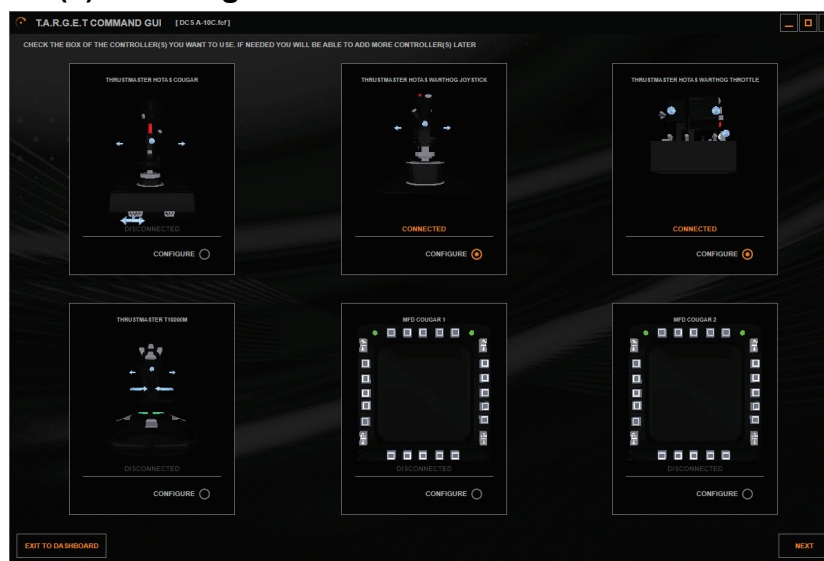 T.A.R.G.E.T COMMAND GUI [DCS A-10C.fcf]
CHECK THE BOX OF THE CONTROLLER(S) YOU WANT TO USE. IF NEEDED YOU WILL BE ABLE TO ADD MORE CONTROLLER(S) LATER
THRUSTMASTER HOTAS COUGAR
DISCONNECTED
CONFIGURE
THRUSTMASTER HOTAS WARTHOG JOYSTICK
CONNECTED
CONFIGURE
THRUSTMASTER HOTAS WARTHOG THROTTLE
CONNECTED
CONFIGURE
THRUSTMASTER T16000M
DISCONNECTED
CONFIGURE
MFD COUGAR 1
DISCONNECTED
CONFIGURE
MFD COUGAR 2
DISCONNECTED
CONFIGURE
EXIT TO DASHBOARD
NEXT